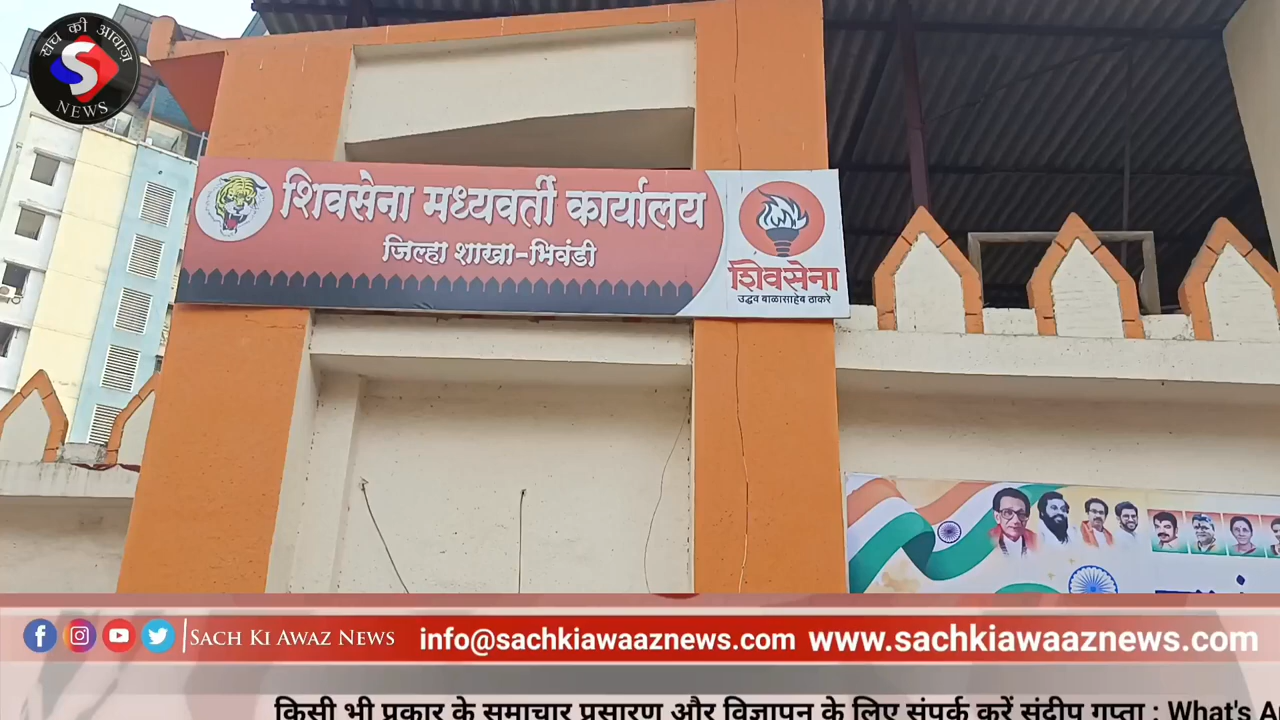 सच की आवाज़
NEWS
शिवसेना मध्यवर्ती कार्यालय
जिल्हा शाखा-भिवंडी
शिवसेना
उद्धव बाळासाहेब ठाकरे
SACH KI AWAZ NEWS
info@sachkiawaaznews.com
www.sachkiawaaznews.com
किसी भी प्रकार के समाचार प्रसारण और विज्ञापन के लिए संपर्क करें संदीप गुप्ता : What's A